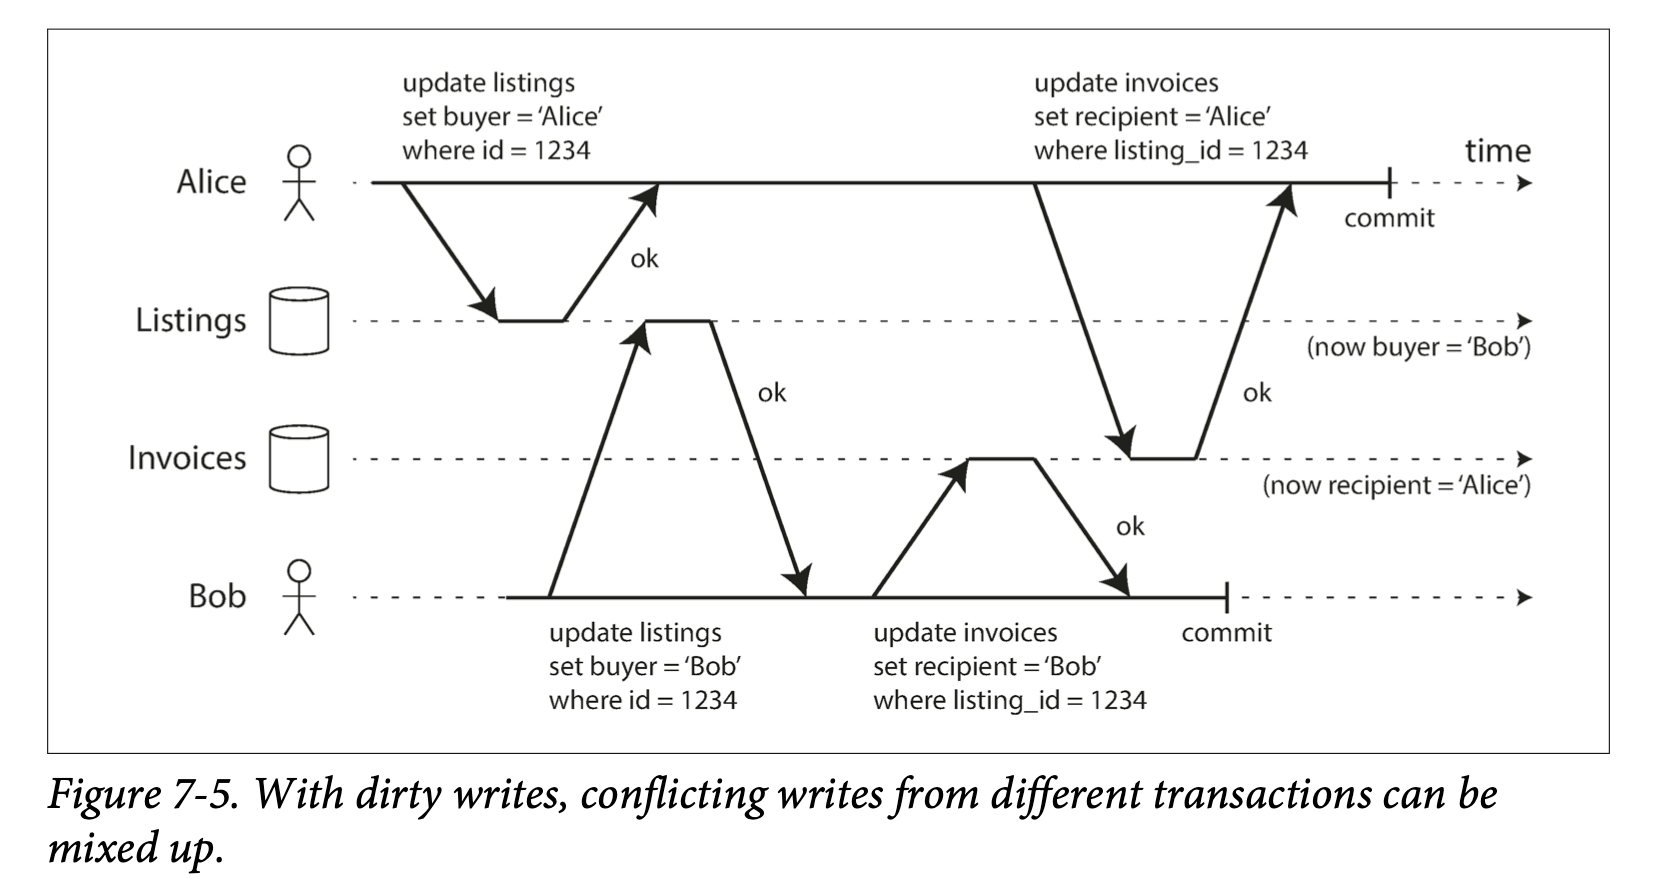 update listings
set buyer = ‘Alice’
where id = 1234
update invoices
set recipient = ‘Alice’
where listing_id = 1234
time
Alice
commit
ok
Listings
(now buyer = ‘Bob’)
ok
ok
Invoices
(now recipient = ‘Alice’)
ok
Bob
update listings
set buyer = ‘Bob’
where id = 1234
update invoices
set recipient = ‘Bob’
where listing_id = 1234
commit
Figure 7-5. With dirty writes, conflicting writes from different transactions can be
mixed up.